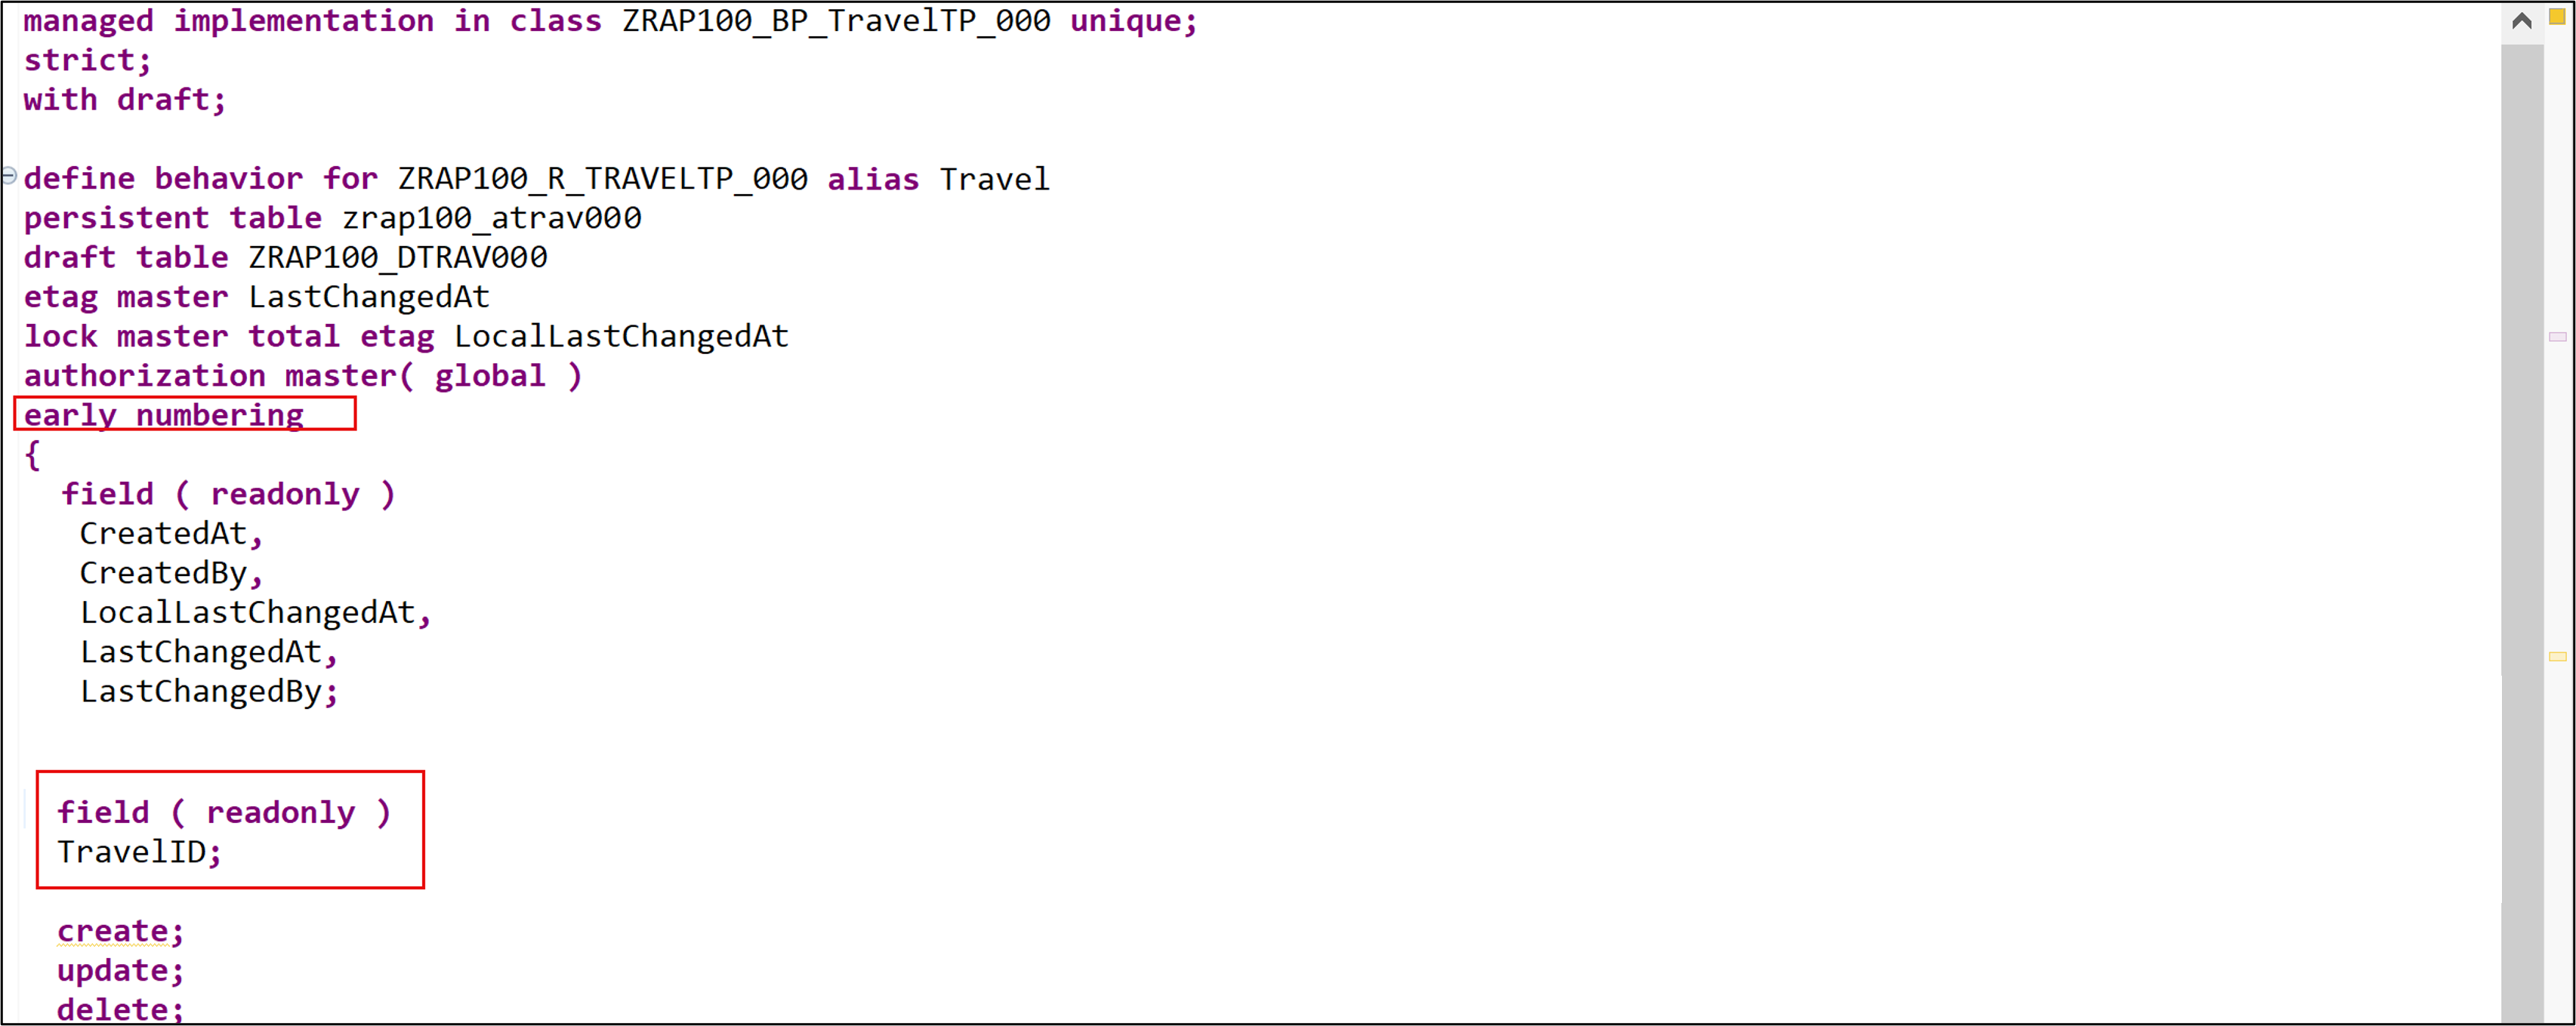 managed implementation in class ZRAP100_BP_TravelTP_000 unique;
strict;
with draft;
define behavior for ZRAP100_R_TRAVELTP_000 alias Travel
persistent table zrap100_atrav000
draft table ZRAP100_DTRAV000
etag master LastChangedAt
lock master total etag LocalLastChangedAt
authorization master( global )
early numbering
{
field ( readonly )
CreatedAt,
CreatedBy,
LocalLastChangedAt,
LastChangedAt,
LastChangedBy;
field ( readonly )
TravelID;
create;
update;
delete;